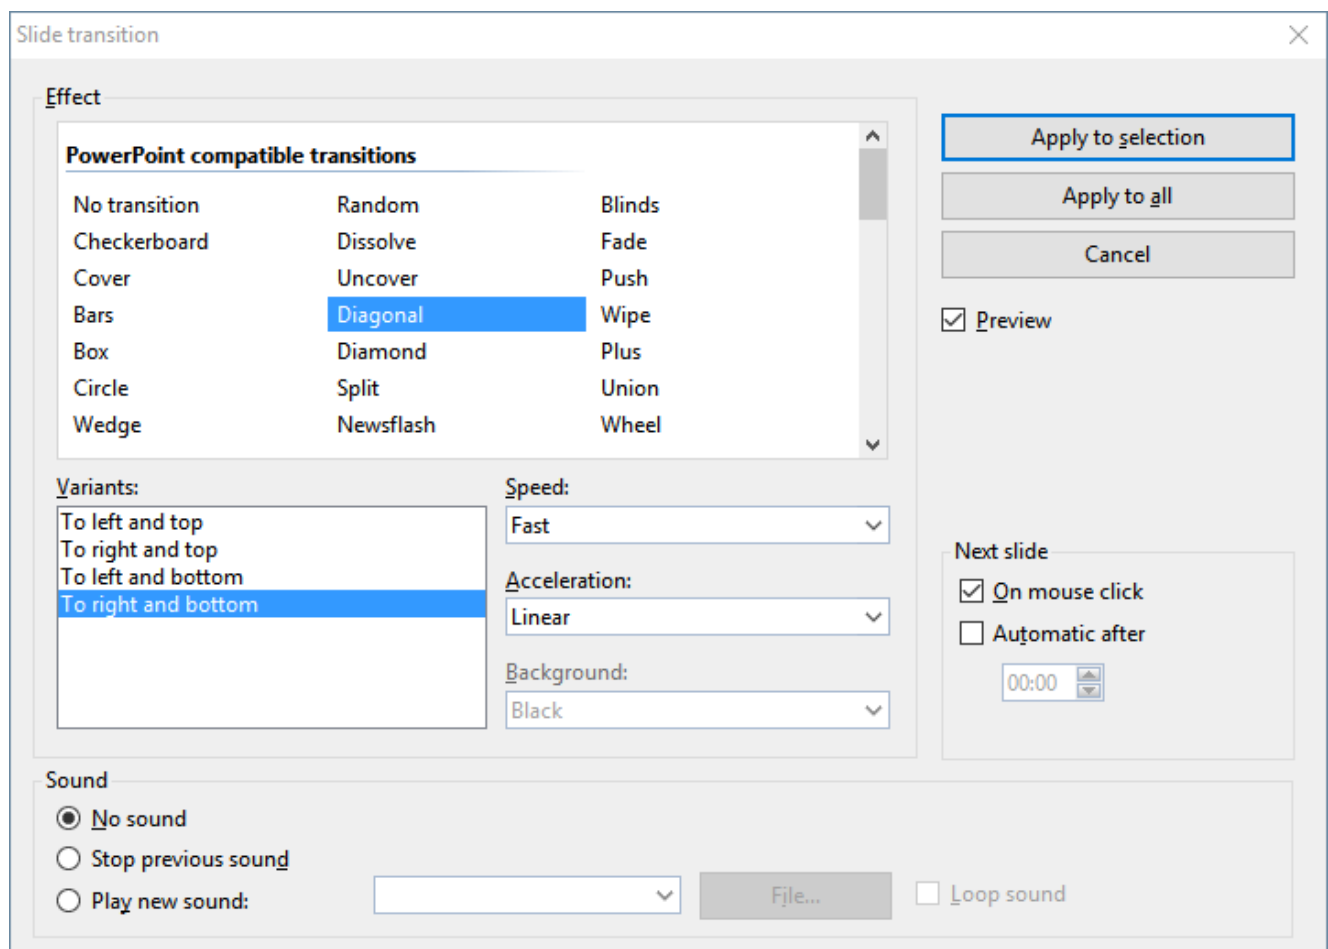 Slide transition
Effect
PowerPoint compatible transitions
No transition Random Blinds
Checkerboard Dissolve Fade
Cover Uncover Push
Bars Diagonal Wipe
Box Diamond Plus
Circle Split Union
Wedge Newsflash Wheel
Apply to selection
Apply to all
Cancel
Preview
Variants:
To left and top
To right and top
To left and bottom
To right and bottom
Speed:
Fast
Acceleration:
Linear
Background:
Black
Next slide
On mouse click
Automatic after
00:00
Sound
No sound
Stop previous sound
Play new sound:
File...
Loop sound